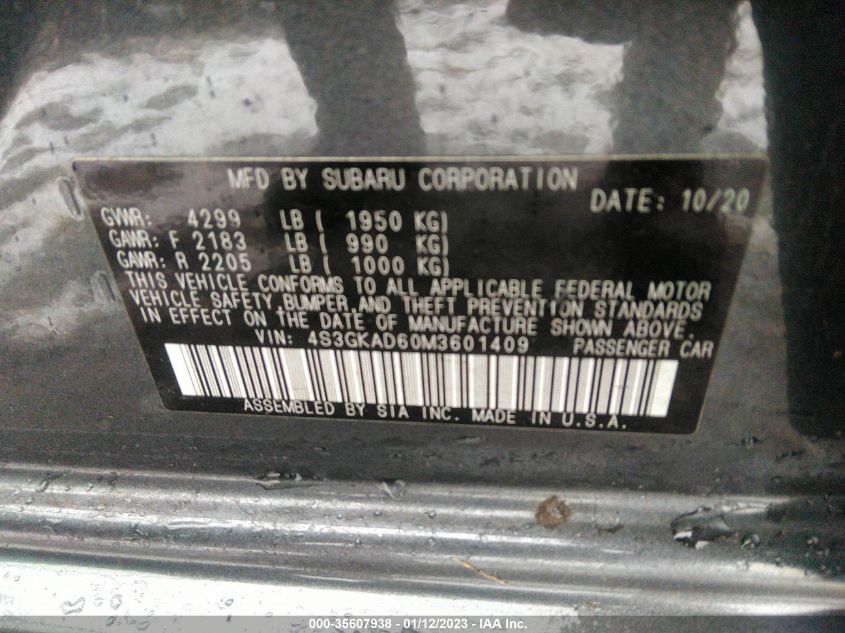 MFD BY SUBARU CORPORATION
DATE: 10/20
GVWR: 4299 LB ( 1950 KG)
GAWR: F 2183 LB ( 990 KG)
GAWR: R 2205 LB ( 1000 KG)
THIS VEHICLE CONFORMS TO ALL APPLICABLE FEDERAL MOTOR
VEHICLE SAFETY, BUMPER, AND THEFT PREVENTION STANDARDS
IN EFFECT ON THE DATE OF MANUFACTURE SHOWN ABOVE.
VIN: 4S3GKAD60M3601409 PASSENGER CAR
ASSEMBLED BY SIA INC. MADE IN U.S.A.
000-35607938 - 01/12/2023 - IAA Inc.